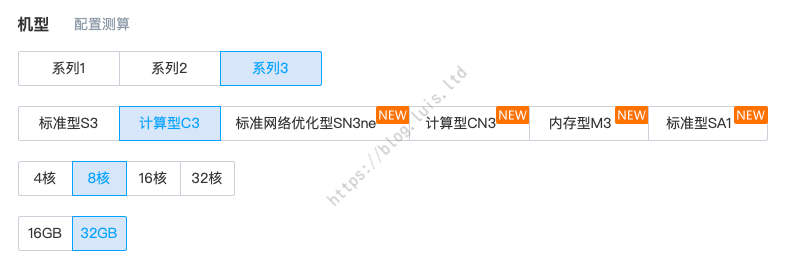 机型 配置测算
系列1 系列2 系列3
标准型S3 计算型C3 标准网络优化型SN3ne NEW 计算型CN3 NEW 内存型M3 NEW 标准型SA1 NEW
4核 8核 16核 32核
16GB 32GB
https://blog.luis.ltd